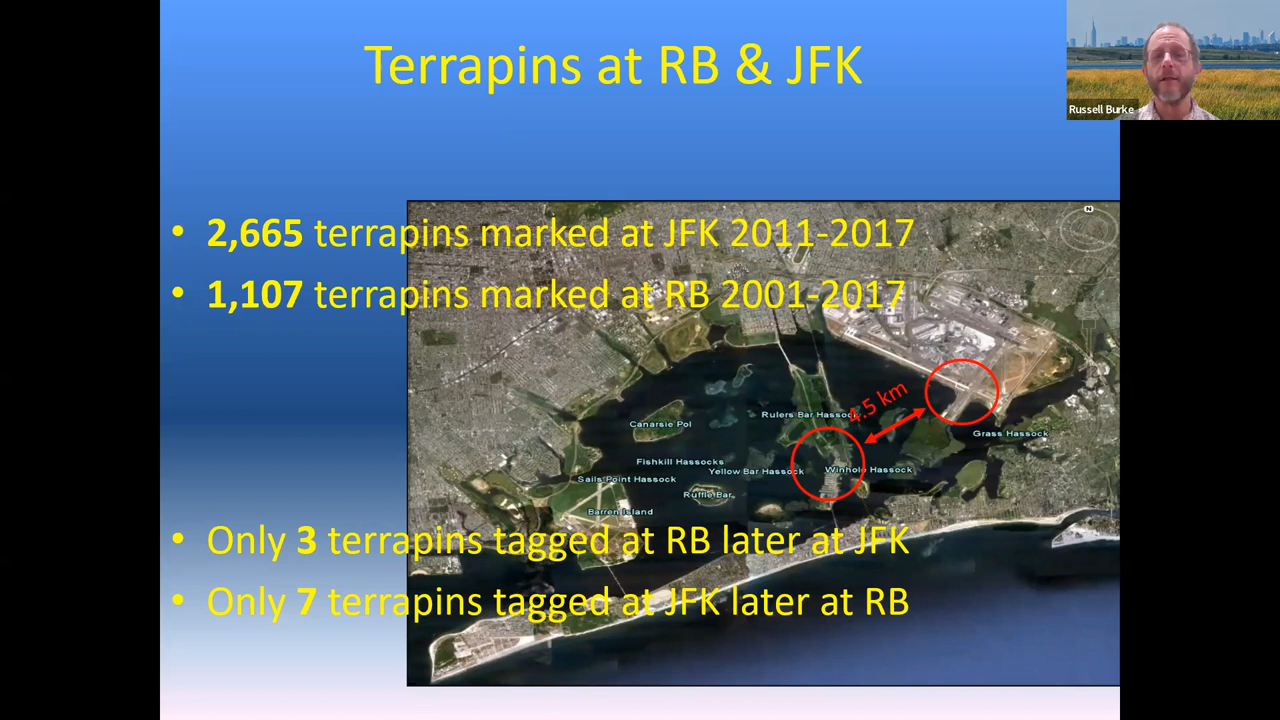 Terrapins at RB & JFK
Russell Burke
• 2,665 terrapins marked at JFK 2011-2017
• 1,107 terrapins marked at RB 2001-2017
N
4.5 km
Rulers Bar Hassock
Canarsie Pol
Grass Hassock
Fishkill Hassocks
Yellow Bar Hassock
Winhole Hassock
Sails Point Hassock
Ruffle Bar
Barren Island
• Only 3 terrapins tagged at RB later at JFK
• Only 7 terrapins tagged at JFK later at RB